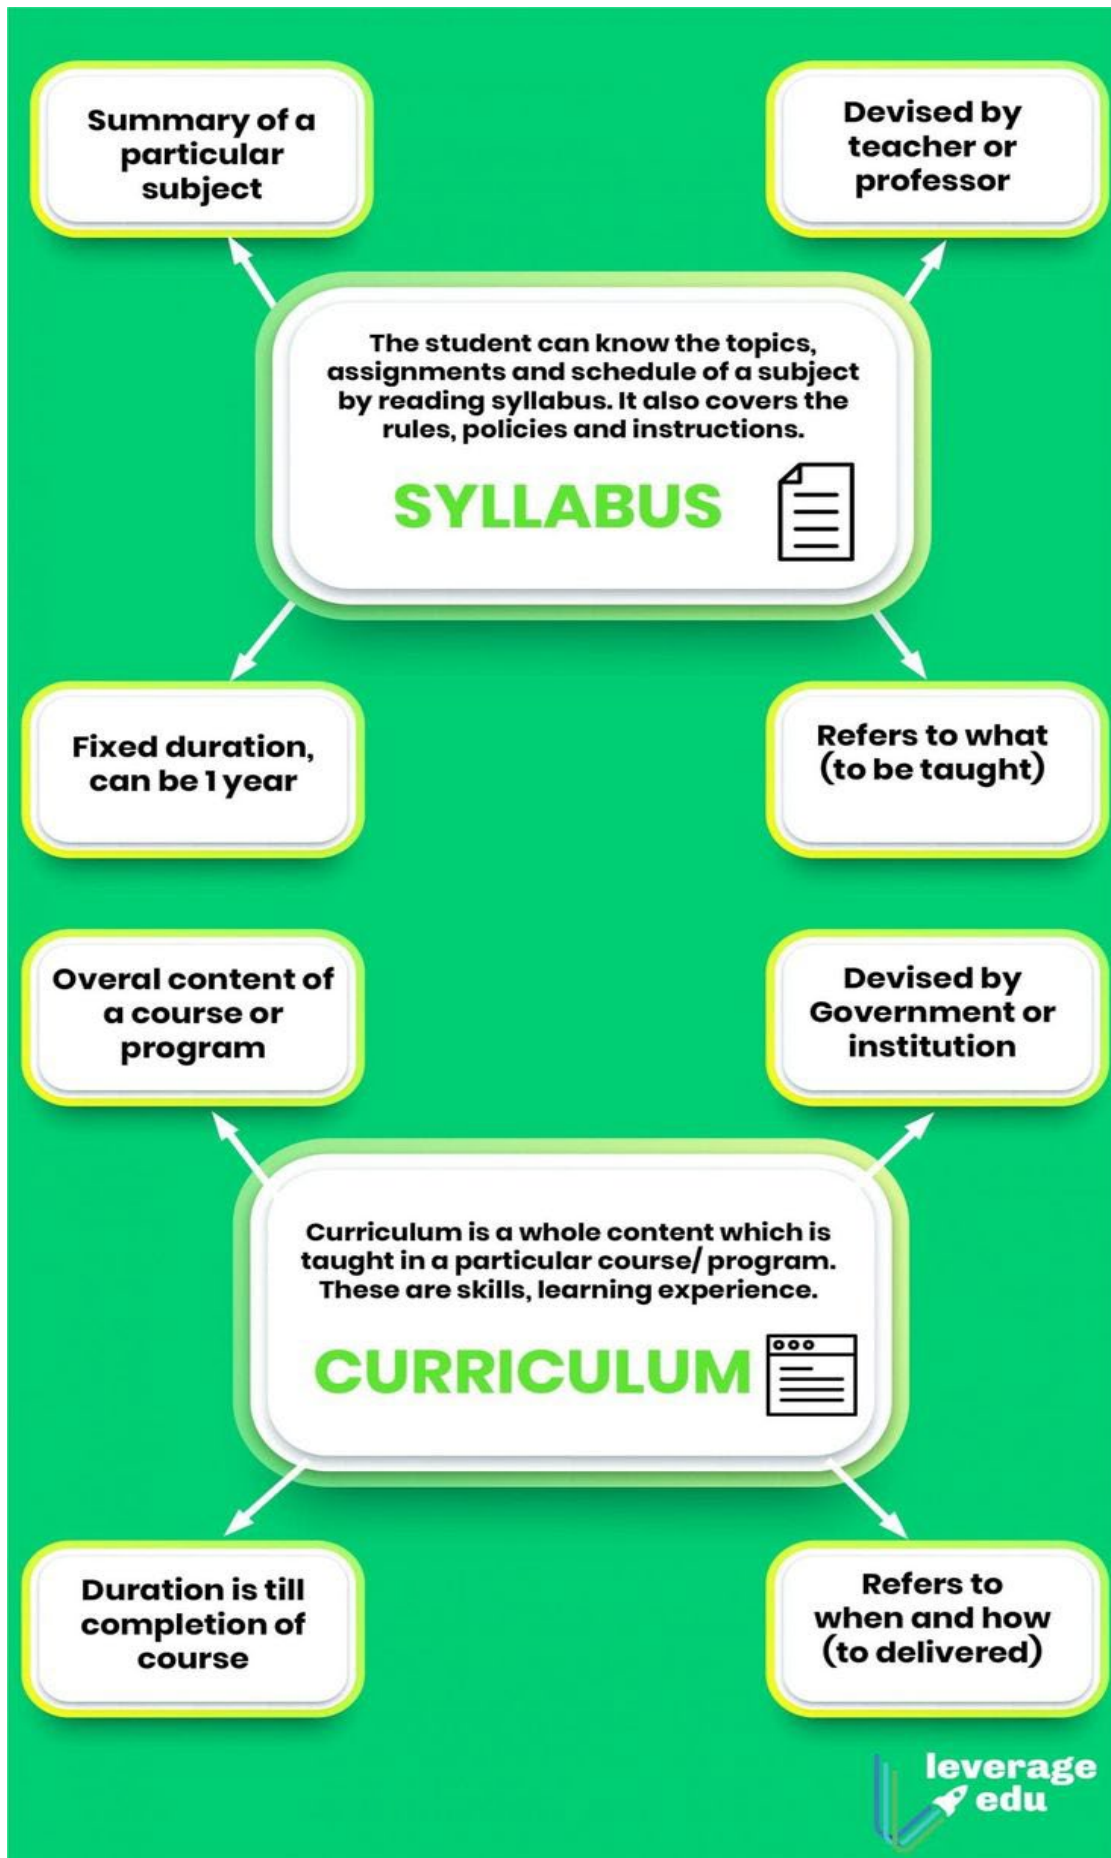 Summary of a
particular
subject
Devised by
teacher or
professor
The student can know the topics,
assignments and schedule of a subject
by reading syllabus. It also covers the
rules, policies and instructions.
SYLLABUS
Fixed duration,
can be 1 year
Refers to what
(to be taught)
Overal content of
a course or
program
Devised by
Government or
institution
Curriculum is a whole content which is
taught in a particular course/ program.
These are skills, learning experience.
CURRICULUM
Duration is till
completion of
course
Refers to
when and how
(to delivered)
leverage
edu